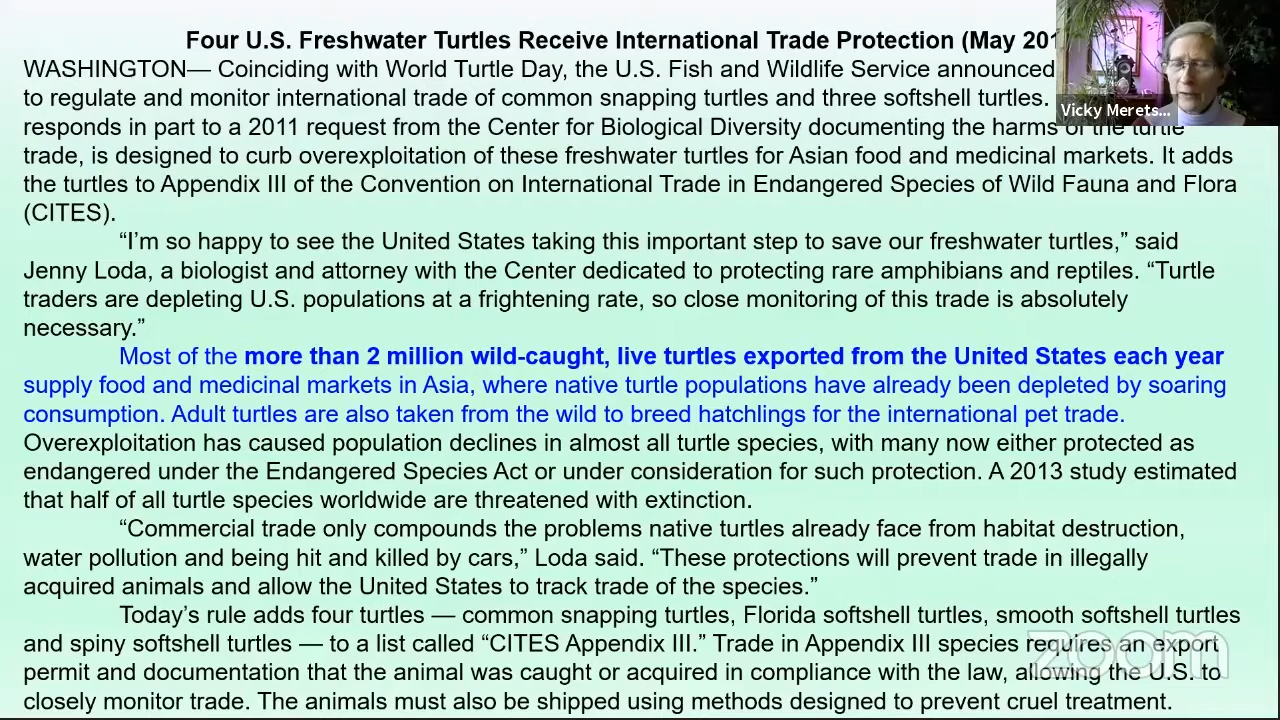 Four U.S. Freshwater Turtles Receive International Trade Protection (May 201
WASHINGTON— Coinciding with World Turtle Day, the U.S. Fish and Wildlife Service announced
to regulate and monitor international trade of common snapping turtles and three softshell turtles.
Vicky Merets...
responds in part to a 2011 request from the Center for Biological Diversity documenting the harms of the turtle
trade, is designed to curb overexploitation of these freshwater turtles for Asian food and medicinal markets. It adds
the turtles to Appendix III of the Convention on International Trade in Endangered Species of Wild Fauna and Flora
(CITES).
“I’m so happy to see the United States taking this important step to save our freshwater turtles,” said
Jenny Loda, a biologist and attorney with the Center dedicated to protecting rare amphibians and reptiles. “Turtle
traders are depleting U.S. populations at a frightening rate, so close monitoring of this trade is absolutely
necessary.”
Most of the more than 2 million wild-caught, live turtles exported from the United States each year
supply food and medicinal markets in Asia, where native turtle populations have already been depleted by soaring
consumption. Adult turtles are also taken from the wild to breed hatchlings for the international pet trade.
Overexploitation has caused population declines in almost all turtle species, with many now either protected as
endangered under the Endangered Species Act or under consideration for such protection. A 2013 study estimated
that half of all turtle species worldwide are threatened with extinction.
“Commercial trade only compounds the problems native turtles already face from habitat destruction,
water pollution and being hit and killed by cars,” Loda said. “These protections will prevent trade in illegally
acquired animals and allow the United States to track trade of the species.”
Today’s rule adds four turtles — common snapping turtles, Florida softshell turtles, smooth softshell turtles
and spiny softshell turtles — to a list called “CITES Appendix III.” Trade in Appendix III species requires an export
permit and documentation that the animal was caught or acquired in compliance with the law, allowing the U.S. to
closely monitor trade. The animals must also be shipped using methods designed to prevent cruel treatment.
zoom